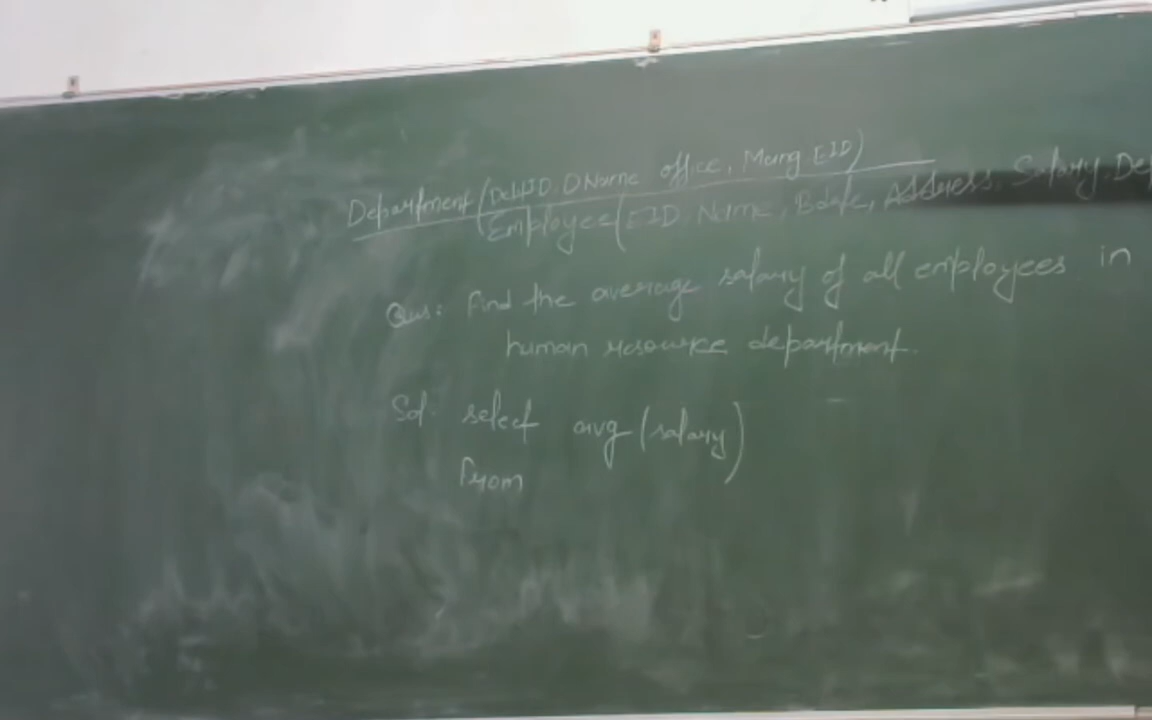 Department (DeptID. DName office, Mang. EID)
Employee (EID. Name, Bdate, Address, Salary, De
Ques: Find the average salary of all employees in
human resource department.
Sol. select avg (salary)
From